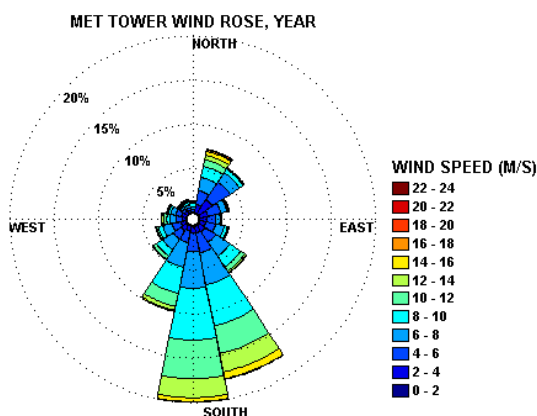 MET TOWER WIND ROSE, YEAR
NORTH
20%
15%
10%
5%
WEST
EAST
SOUTH
WIND SPEED (M/S)
22 - 24
20 - 22
18 - 20
16 - 18
14 - 16
12 - 14
10 - 12
8 - 10
6 - 8
4 - 6
2 - 4
0 - 2